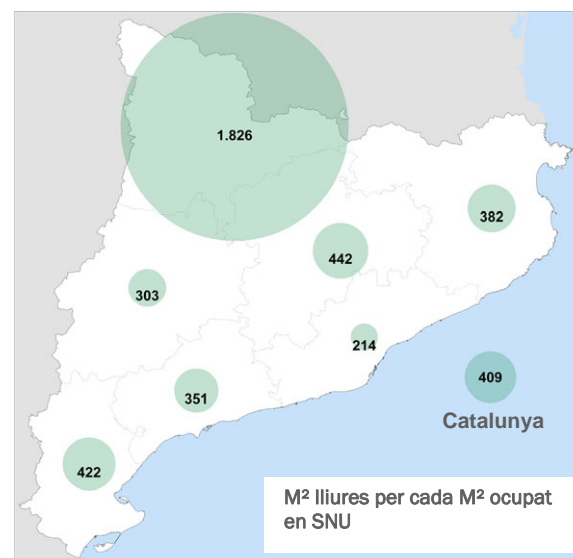 1.826
382
442
303
214
351
409
Catalunya
422
M² lliures per cada M² ocupat
en SNU